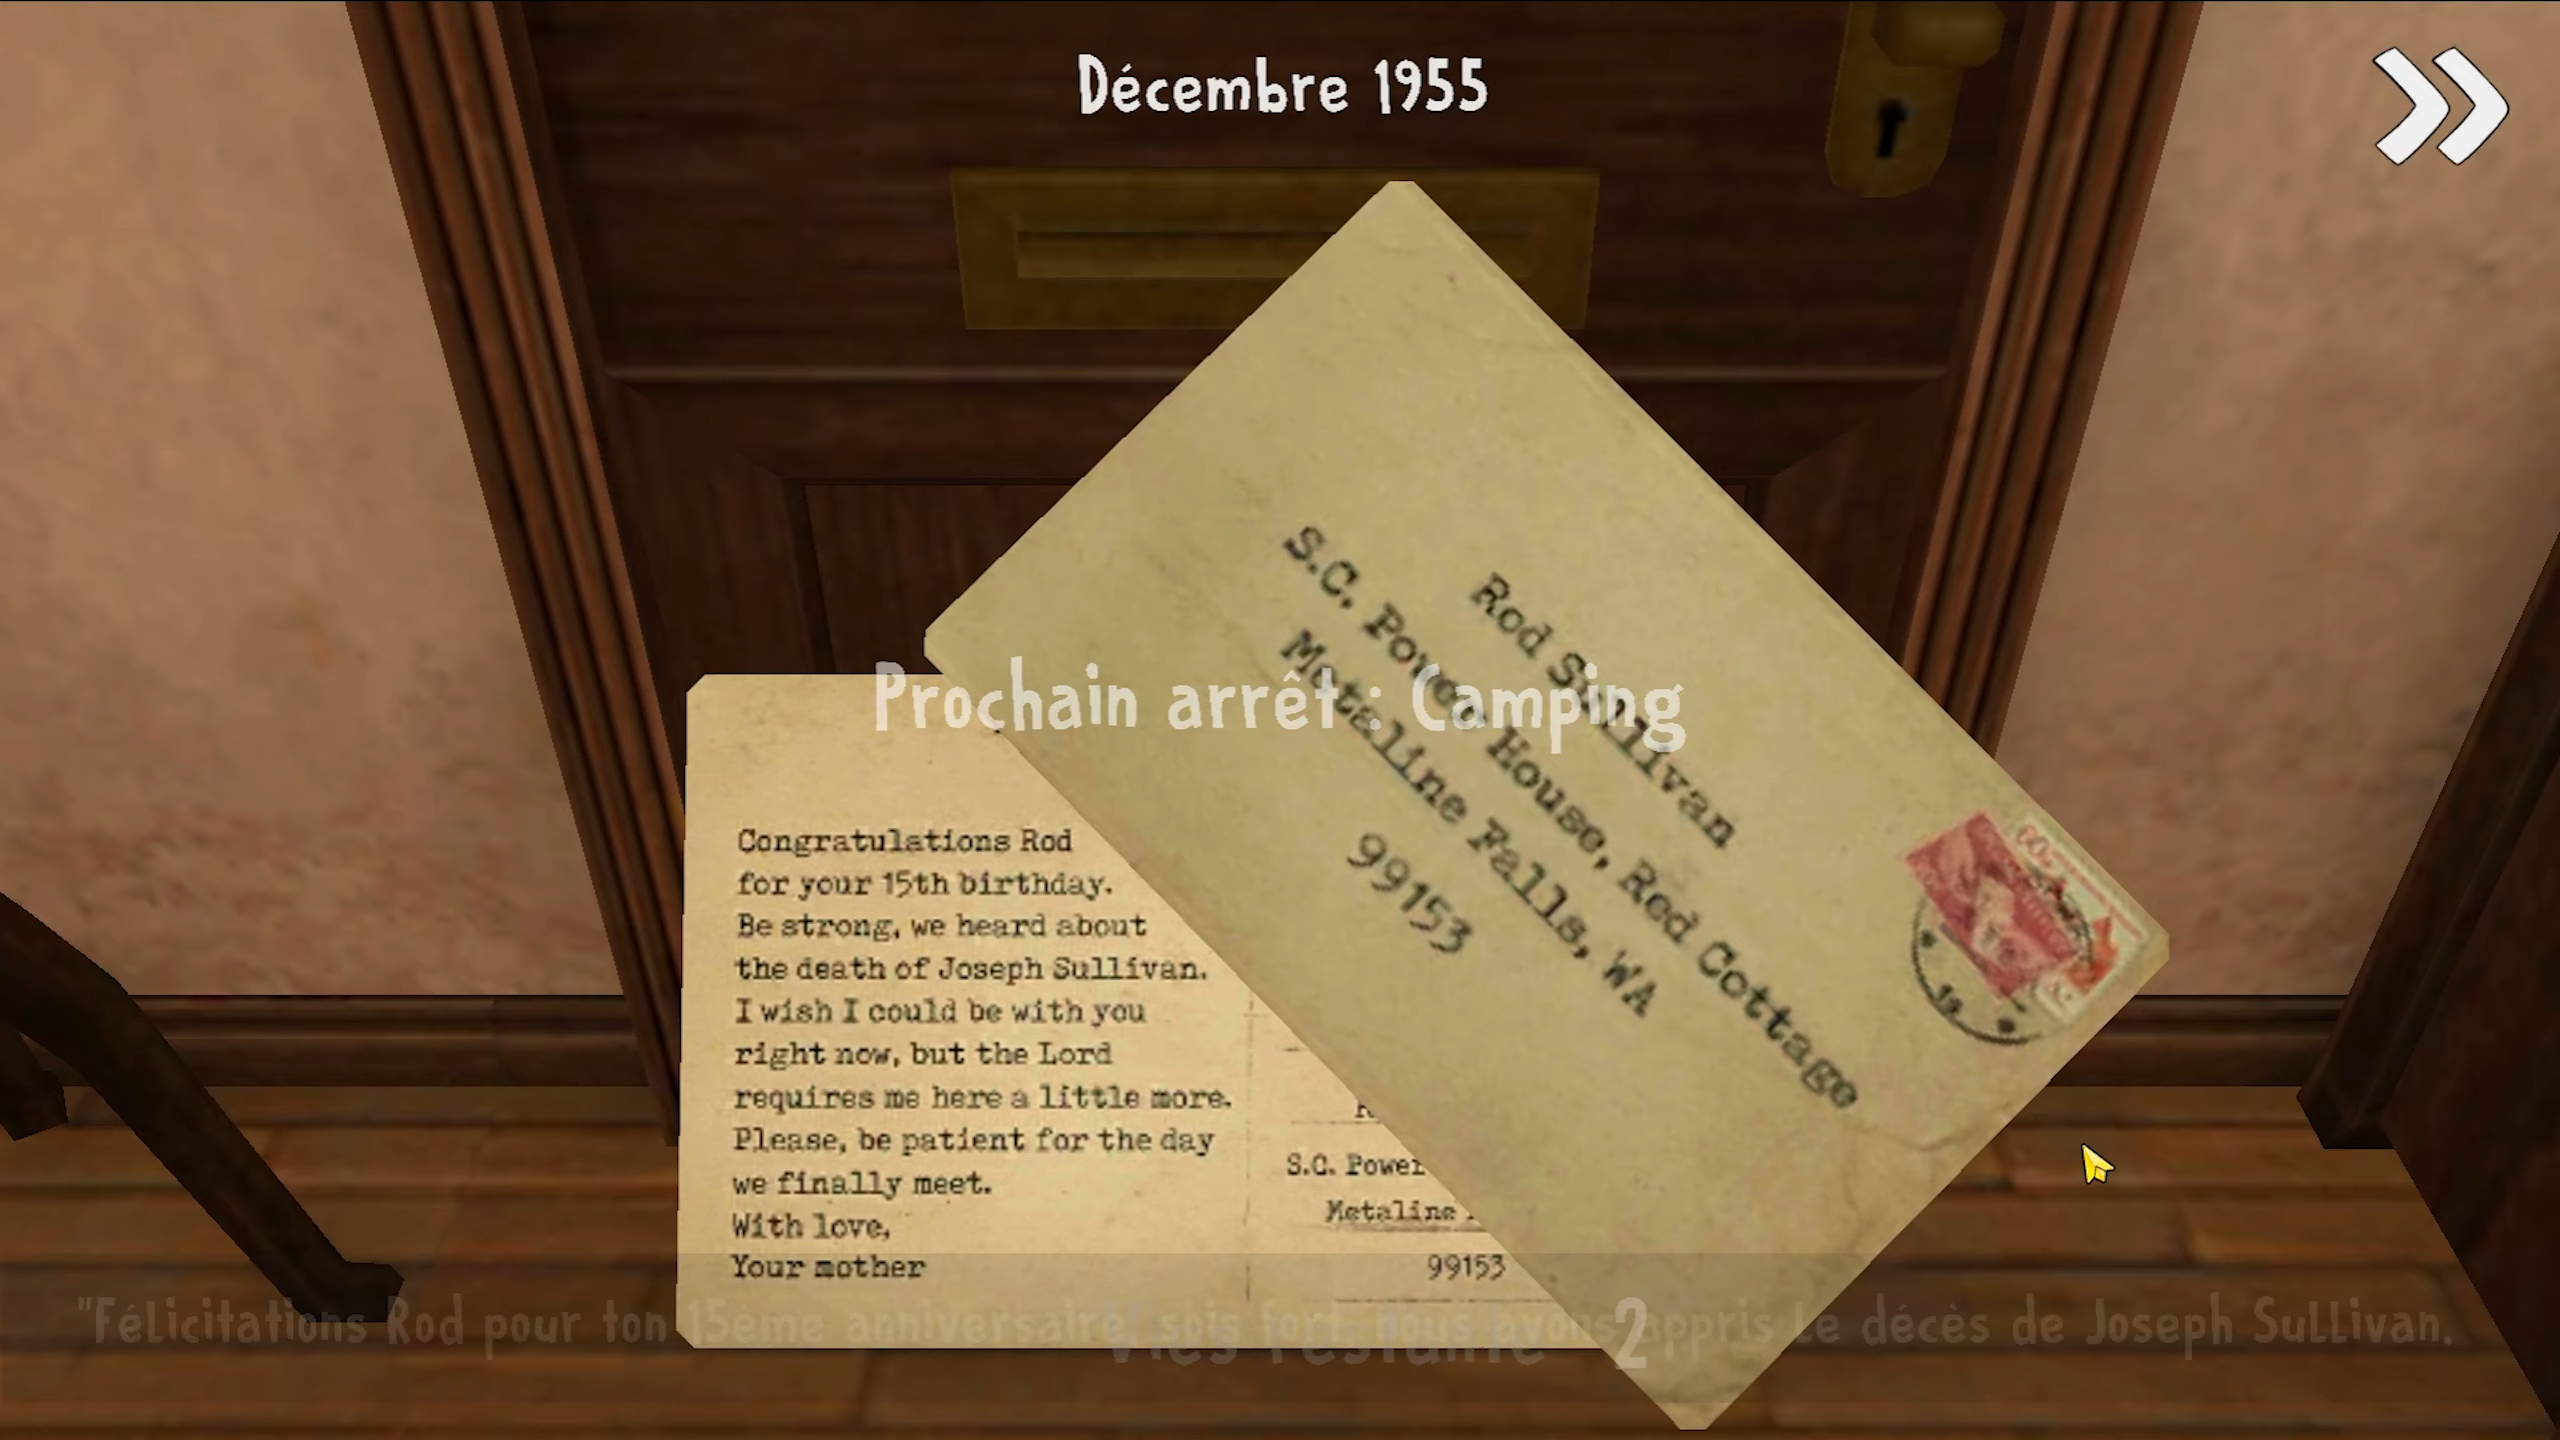 Décembre 1955
Rod Sullivan
S.C. Power House, Red Cottage
Metaline Falls, WA
99153
Prochain arrêt : Camping
Congratulations Rod
for your 15th birthday.
Be strong, we heard about
the death of Joseph Sullivan.
I wish I could be with you
right now, but the Lord
requires me here a little more.
Please, be patient for the day
we finally meet.
With love,
Your mother
S.C. Power
Metaline
99153
"Félicitations Rod pour ton 15ème anniversaire, sois fort, nous avons appris le décès de Joseph Sullivan,
Vies restante 2